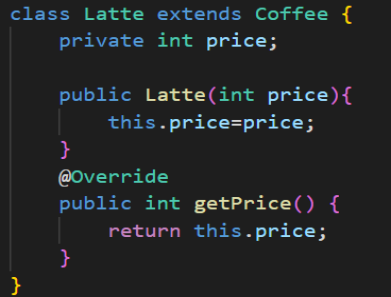 class Latte extends Coffee {
    private int price;

    public Latte(int price){
        this.price=price;
    }
    @Override
    public int getPrice() {
        return this.price;
    }
}